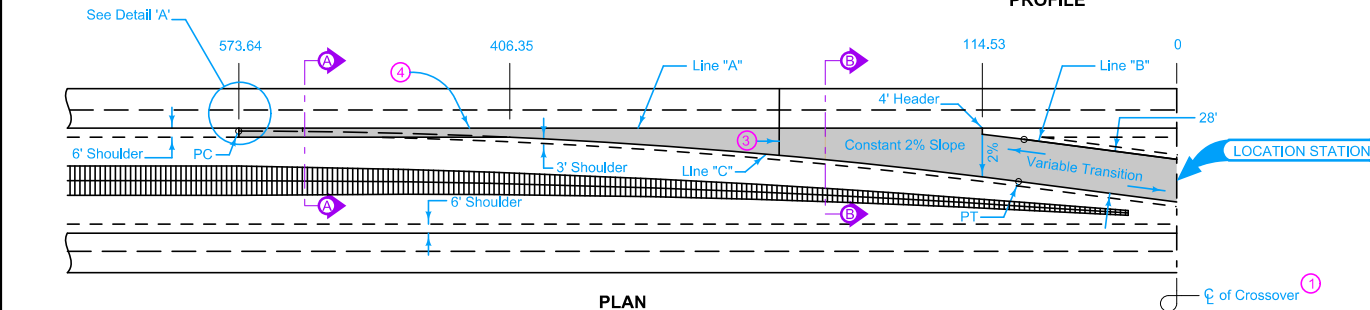 PROFILE
See Detail 'A'
573.64
406.35
114.53
0
A
B
4
Line "A"
Line "B"
4' Header
28'
3
6' Shoulder
PC
3' Shoulder
Line "C"
Constant 2% Slope
2%
Variable Transition
LOCATION STATION
A
6' Shoulder
B
PT
PLAN
℄ of Crossover
1